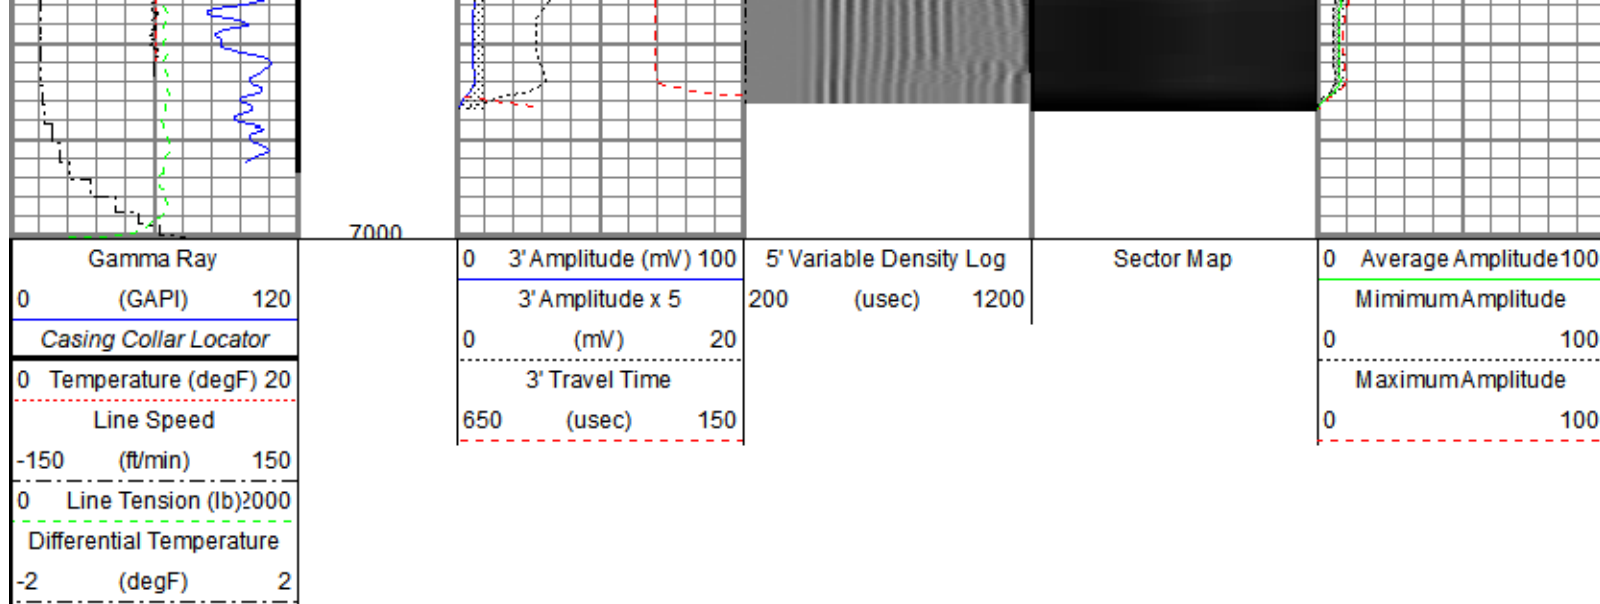 7000
Gamma Ray
0 (GAPI) 120
Casing Collar Locator
0 Temperature (degF) 20
Line Speed
-150 (ft/min) 150
0 Line Tension (lb)2000
Differential Temperature
-2 (degF) 2
0 3' Amplitude (mV) 100
3' Amplitude x 5
0 (mV) 20
3' Travel Time
650 (usec) 150
5' Variable Density Log
200 (usec) 1200
Sector Map
0 Average Amplitude100
Mimimum Amplitude
0 100
Maximum Amplitude
0 100